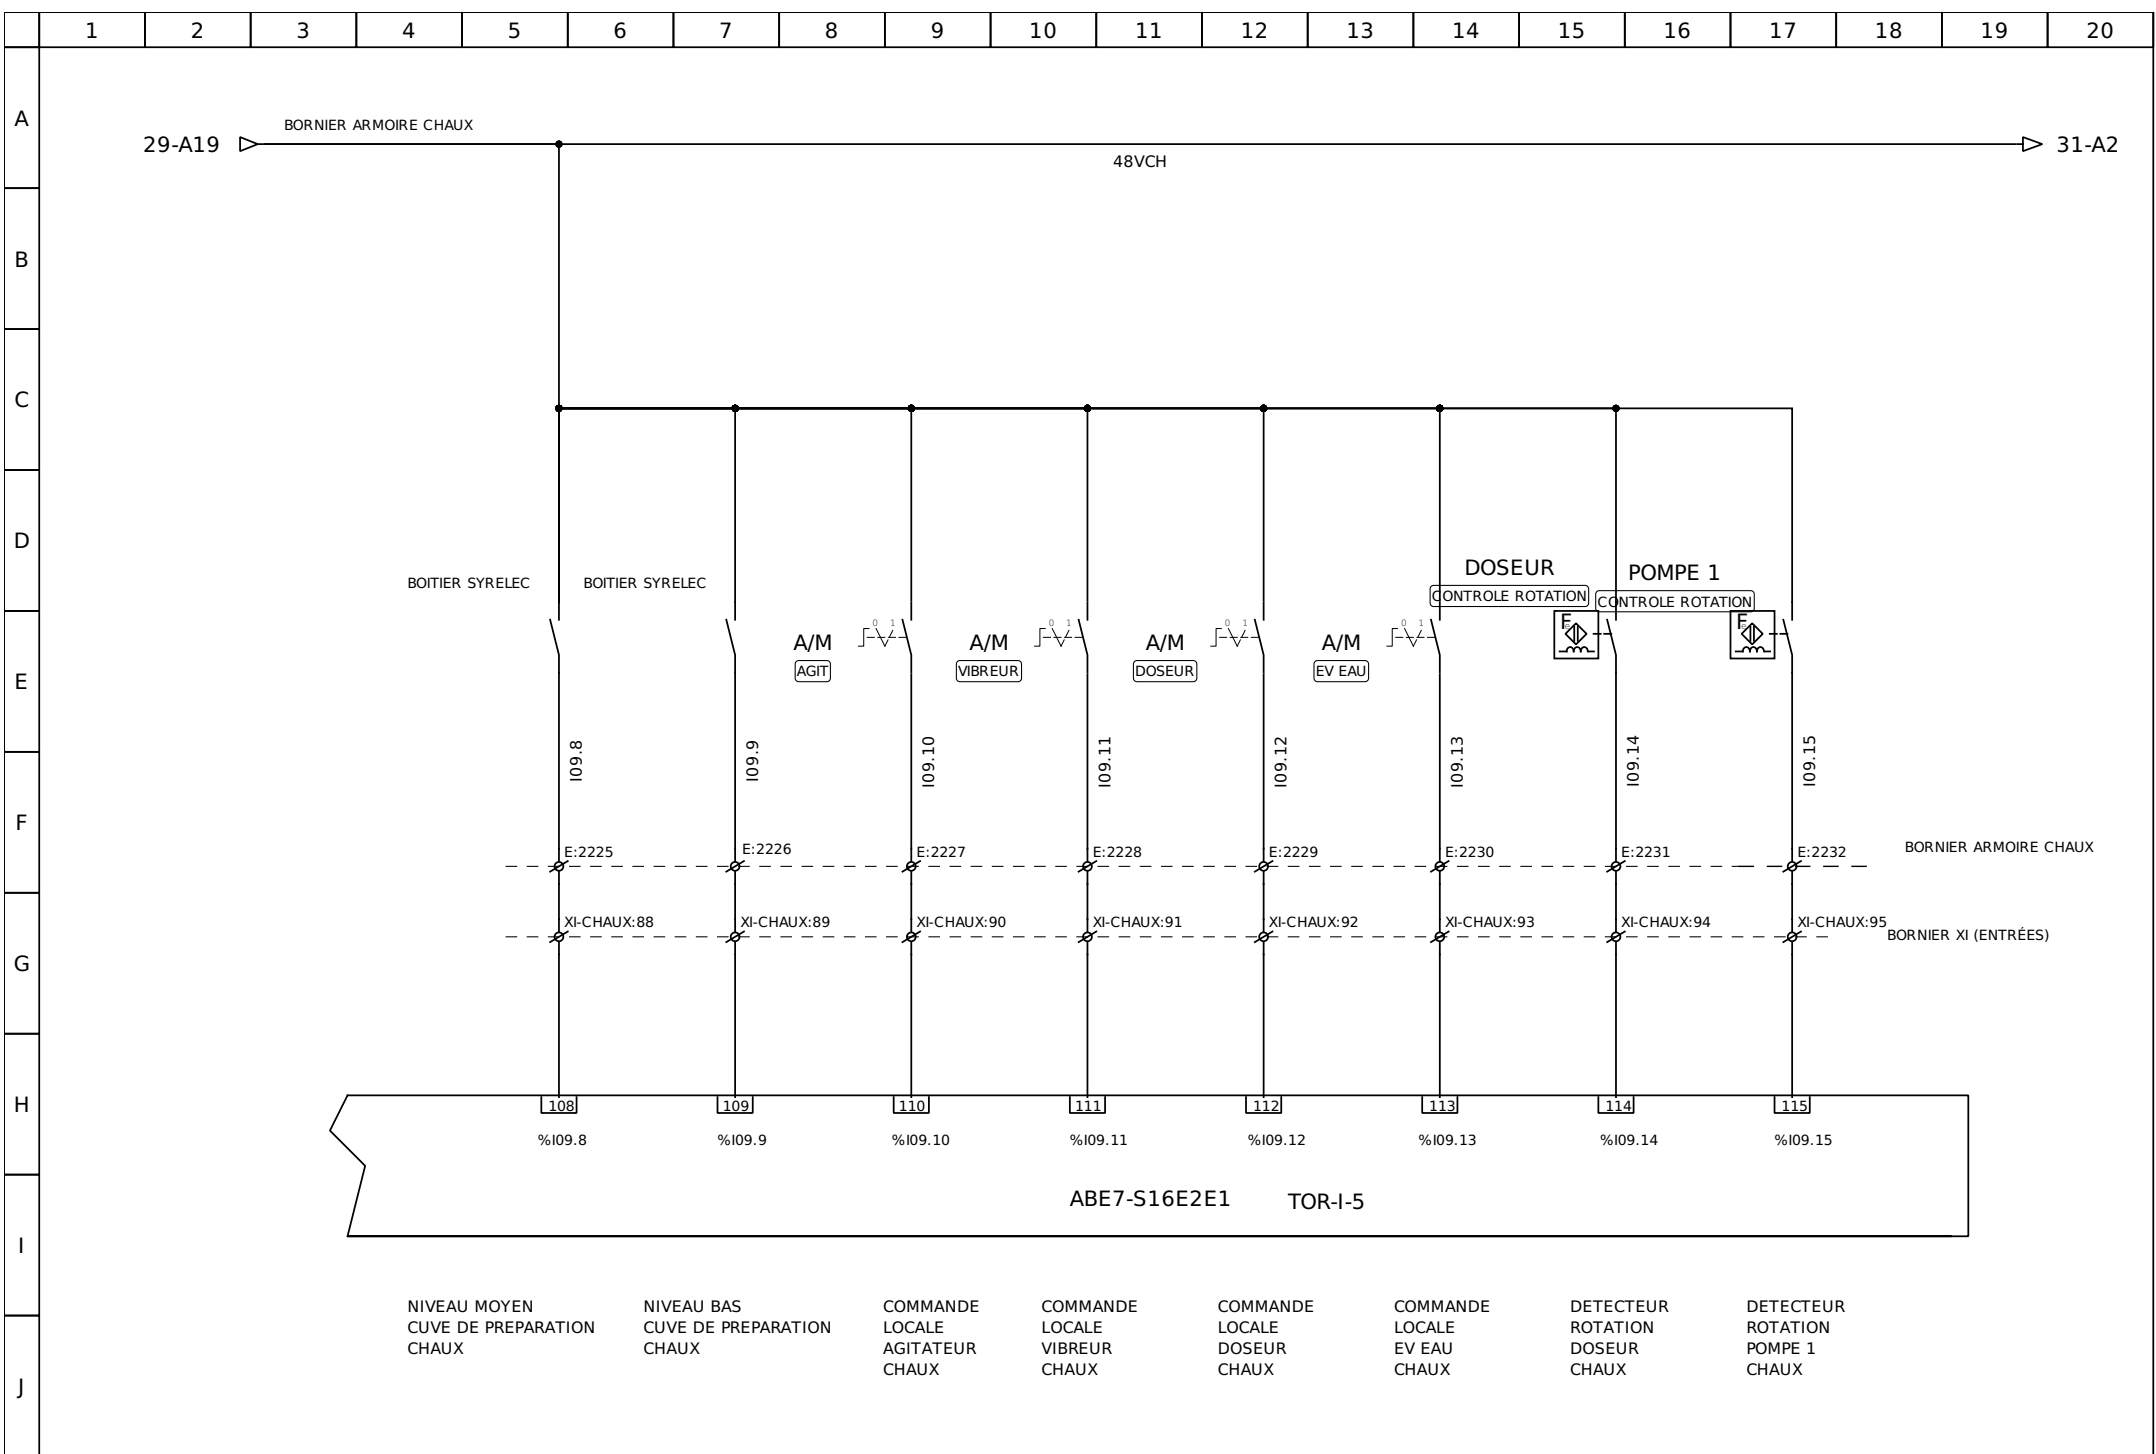 1 2 3 4 5 6 7 8 9 10 11 12 13 14 15 16 17 18 19 20
A
BORNIER ARMOIRE CHAUX
29-A19
31-A2
48VCH
B
C
D
DOSEUR
POMPE 1
BOITIER SYRELEC
BOITIER SYRELEC
CONTROLE ROTATION
CONTROLE ROTATION
0 1
0 1
0 1
0 1
F
F
A/M
A/M
A/M
A/M
E
AGIT
VIBREUR
DOSEUR
EV EAU
I09.8
I09.9
I09.10
I09.11
I09.12
I09.13
I09.14
I09.15
F
E:2225
E:2226
E:2227
E:2228
E:2229
E:2230
E:2231
E:2232
BORNIER ARMOIRE CHAUX
XI-CHAUX:88
XI-CHAUX:89
XI-CHAUX:90
XI-CHAUX:91
XI-CHAUX:92
XI-CHAUX:93
XI-CHAUX:94
XI-CHAUX:95
BORNIER XI (ENTRÉES)
G
H
108
109
110
111
112
113
114
115
%I09.8
%I09.9
%I09.10
%I09.11
%I09.12
%I09.13
%I09.14
%I09.15
ABE7-S16E2E1
TOR-I-5
I
NIVEAU MOYEN
CUVE DE PREPARATION
CHAUX
NIVEAU BAS
CUVE DE PREPARATION
CHAUX
COMMANDE
LOCALE
AGITATEUR
CHAUX
COMMANDE
LOCALE
VIBREUR
CHAUX
COMMANDE
LOCALE
DOSEUR
CHAUX
COMMANDE
LOCALE
EV EAU
CHAUX
DETECTEUR
ROTATION
DOSEUR
CHAUX
DETECTEUR
ROTATION
POMPE 1
CHAUX
J